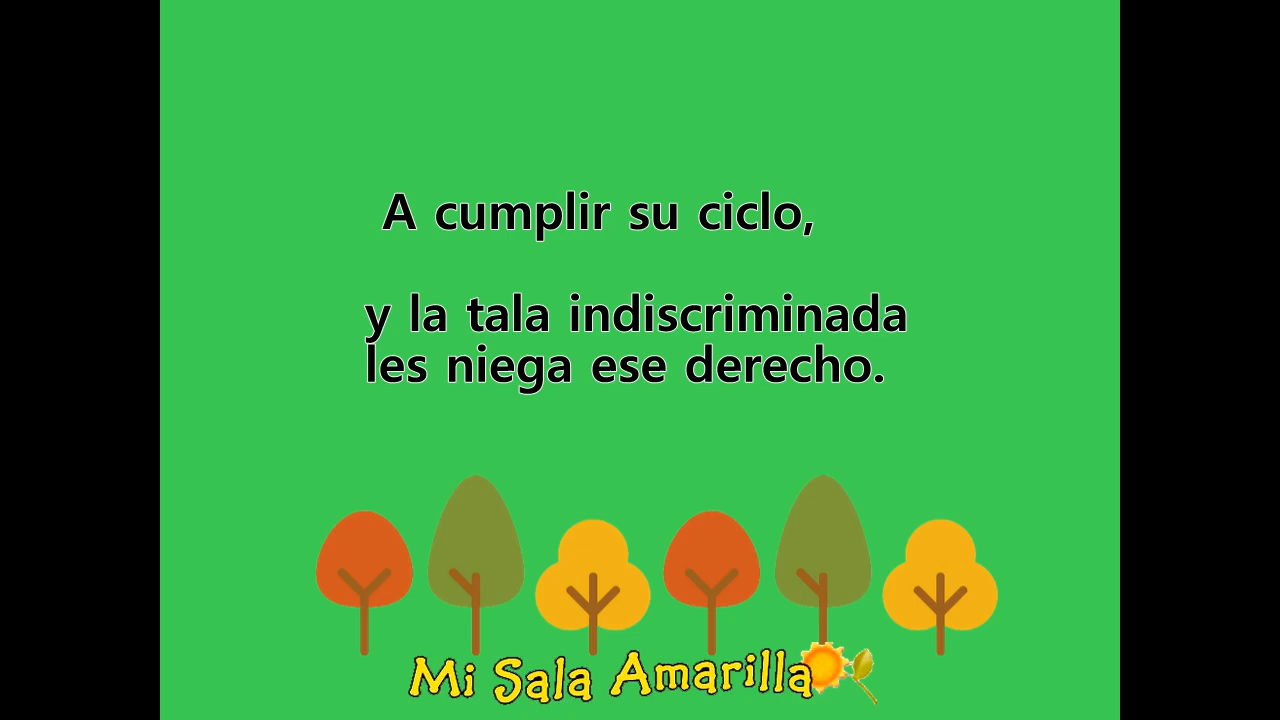 A cumplir su ciclo,
y la tala indiscriminada
les niega ese derecho.
Mi Sala Amarilla